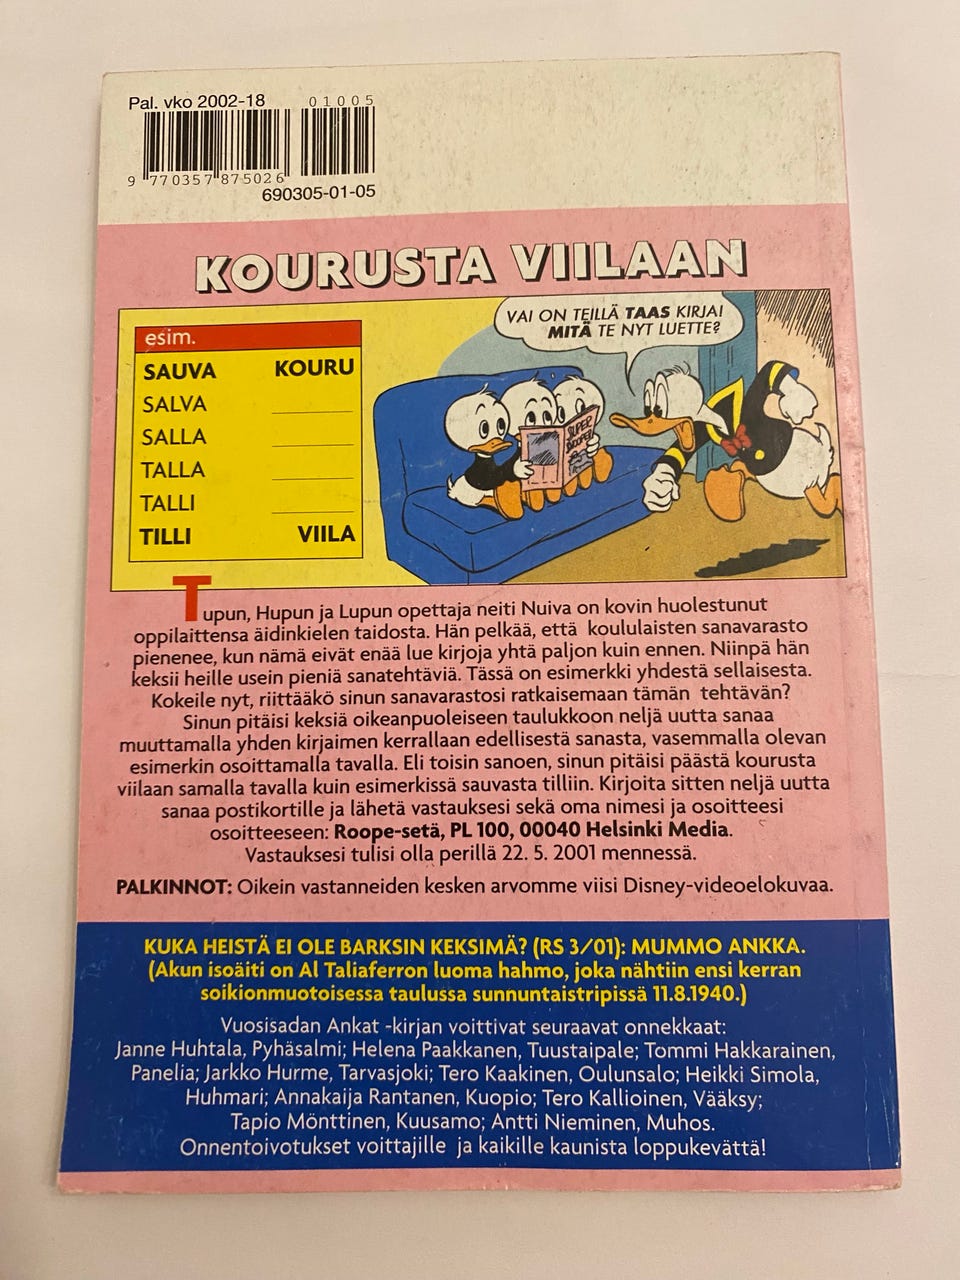 Pal. vko 2002-18
01005
9 770357 875026
690305-01-05
KOURUSTA VIILAAN
esim.
SAUVA KOURU
SALVA
SALLA
TALLA
TALLI
TILLI VIILA
VAI ON TEILLÄ TAAS KIRJA!
MITÄ TE NYT LUETTE?
SUPER
Tupun, Hupun ja Lupun opettaja neiti Nuiva on kovin huolestunut
oppilaittensa äidinkielen taidosta. Hän pelkää, että koululaisten sanavarasto
pienenee, kun nämä eivät enää lue kirjoja yhtä paljon kuin ennen. Niinpä hän
keksii heille usein pieniä sanatehtäviä. Tässä on esimerkki yhdestä sellaisesta.
Kokeile nyt, riittääkö sinun sanavarastosi ratkaisemaan tämän tehtävän?
Sinun pitäisi keksiä oikeanpuoleiseen taulukkoon neljä uutta sanaa
muuttamalla yhden kirjaimen kerrallaan edellisestä sanasta, vasemmalla olevan
esimerkin osoittamalla tavalla. Eli toisin sanoen, sinun pitäisi päästä kourusta
viilaan samalla tavalla kuin esimerkissä sauvasta tilliin. Kirjoita sitten neljä uutta
sanaa postikortille ja lähetä vastauksesi sekä oma nimesi ja osoitteesi
osoitteeseen: Roope-setä, PL 100, 00040 Helsinki Media.
Vastauksesi tulisi olla perillä 22. 5. 2001 mennessä.
PALKINNOT: Oikein vastanneiden kesken arvomme viisi Disney-videoelokuvaa.
KUKA HEISTÄ EI OLE BARKSIN KEKSIMÄ? (RS 3/01): MUMMO ANKKA.
(Akun isoäiti on Al Taliaferron luoma hahmo, joka nähtiin ensi kerran
soikionmuotoisessa taulussa sunnuntaistripissä 11.8.1940.)
Vuosisadan Ankat -kirjan voittivat seuraavat onnekkaat:
Janne Huhtala, Pyhäsalmi; Helena Paakkanen, Tuustaipale; Tommi Hakkarainen,
Panelia; Jarkko Hurme, Tarvasjoki; Tero Kaakinen, Oulunsalo; Heikki Simola,
Huhmari; Annakaija Rantanen, Kuopio; Tero Kallioinen, Vääksy;
Tapio Mönttinen, Kuusamo; Antti Nieminen, Muhos.
Onnentoivotukset voittajille ja kaikille kaunista loppukevättä!